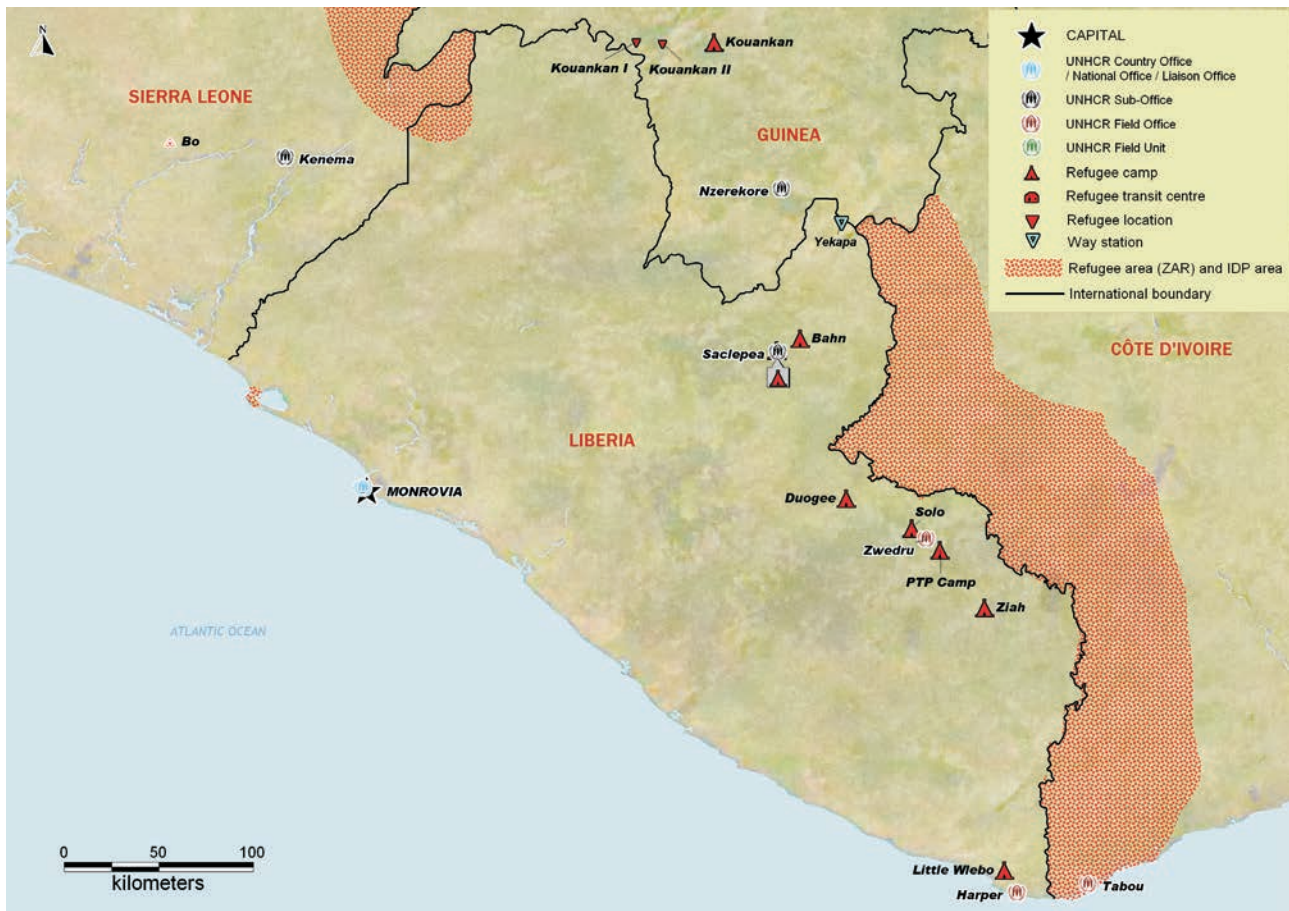 N
CAPITAL
UNHCR Country Office
/ National Office / Liaison Office
UNHCR Sub-Office
UNHCR Field Office
UNHCR Field Unit
Refugee camp
Refugee transit centre
Refugee location
Way station
Refugee area (ZAR) and IDP area
International boundary
Kouankan
Kouankan I
Kouankan II
SIERRA LEONE
GUINEA
Bo
Kenema
Nzerekore
Yekapa
Bahn
Saclepea
CÔTE D'IVOIRE
LIBERIA
MONROVIA
Duogee
Solo
Zwedru
PTP Camp
Ziah
ATLANTIC OCEAN
0 50 100
kilometers
Little Wlebo
Harper
Tabou